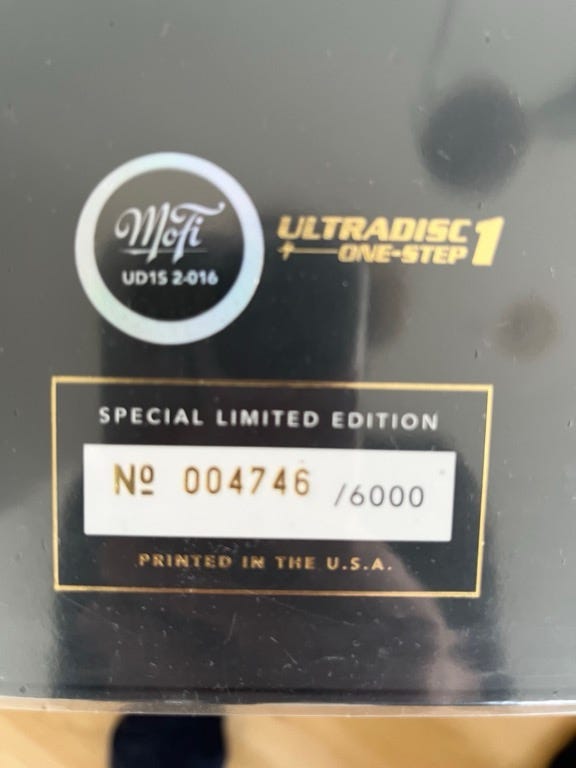 MoFi
UD1S 2-016
ULTRADISC
ONE-STEP 1
SPECIAL LIMITED EDITION
Nº 004746 /6000
PRINTED IN THE U.S.A.